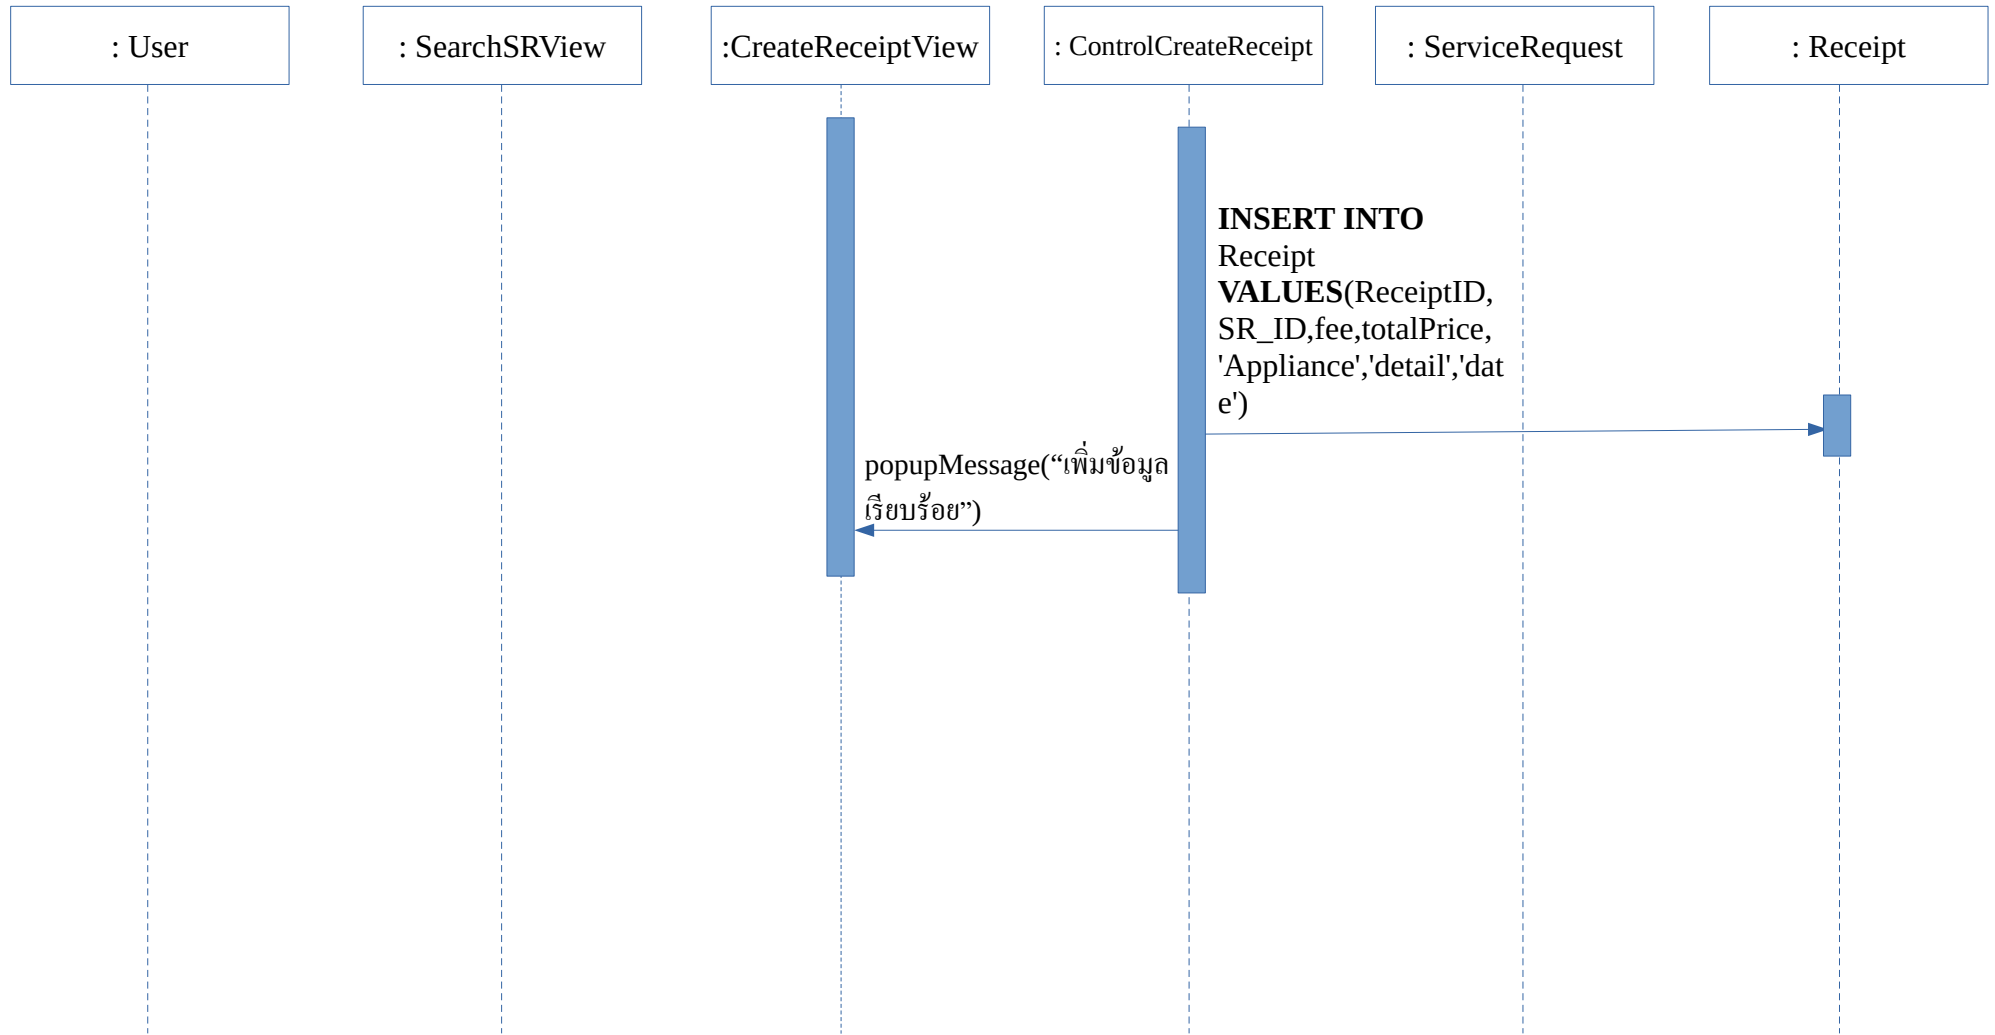 : User
: SearchSRView
:CreateReceiptView
: ControlCreateReceipt
: ServiceRequest
: Receipt
INSERT INTO
Receipt
VALUES(ReceiptID,
SR_ID,fee,totalPrice,
'Appliance','detail','dat
e')
popupMessage(“เพิ่มข้อมูล
เรียบร้อย”)